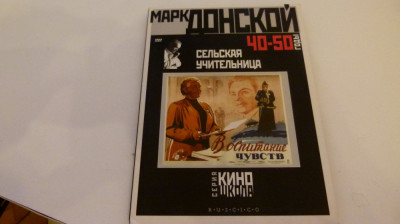 МАРК ДОНСКОЙ
40-50
ГОДЫ
СЕЛЬСКАЯ
УЧИТЕЛЬНИЦА
Воспитание
ЧУВСТВ
СЕРИЯ
КИНО
ШКОЛА
R·U·S·C·I·C·O